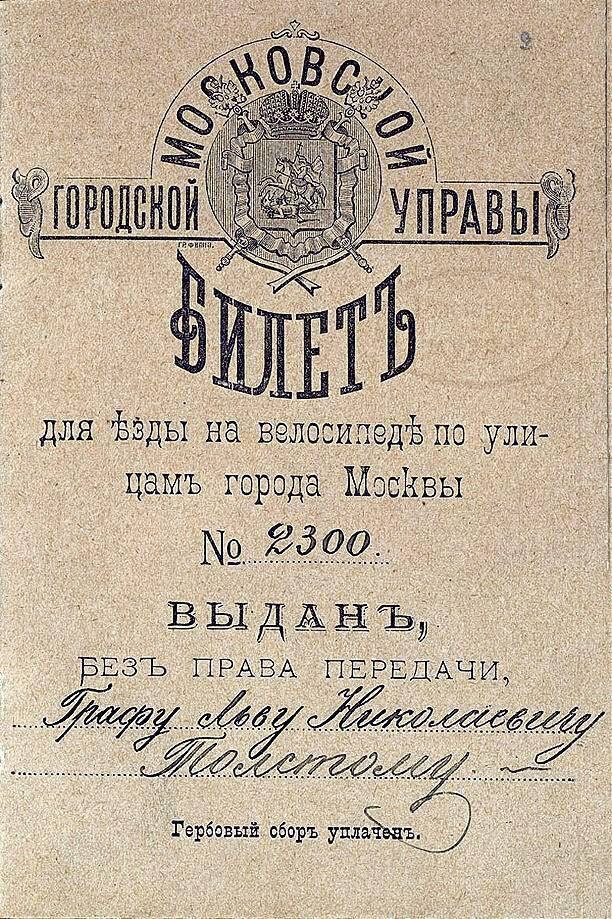 9
МОСКОВСКОЙ
ГОРОДСКОЙ УПРАВЫ
БИЛЕТЪ
для ѣзды на велосипедѣ по ули-
цамъ города Москвы
№ 2300.
ВЫДАНЪ,
БЕЗЪ ПРАВА ПЕРЕДАЧИ,
Графу Льву Николаевичу
Толстому.
Гербовый сборъ уплаченъ.